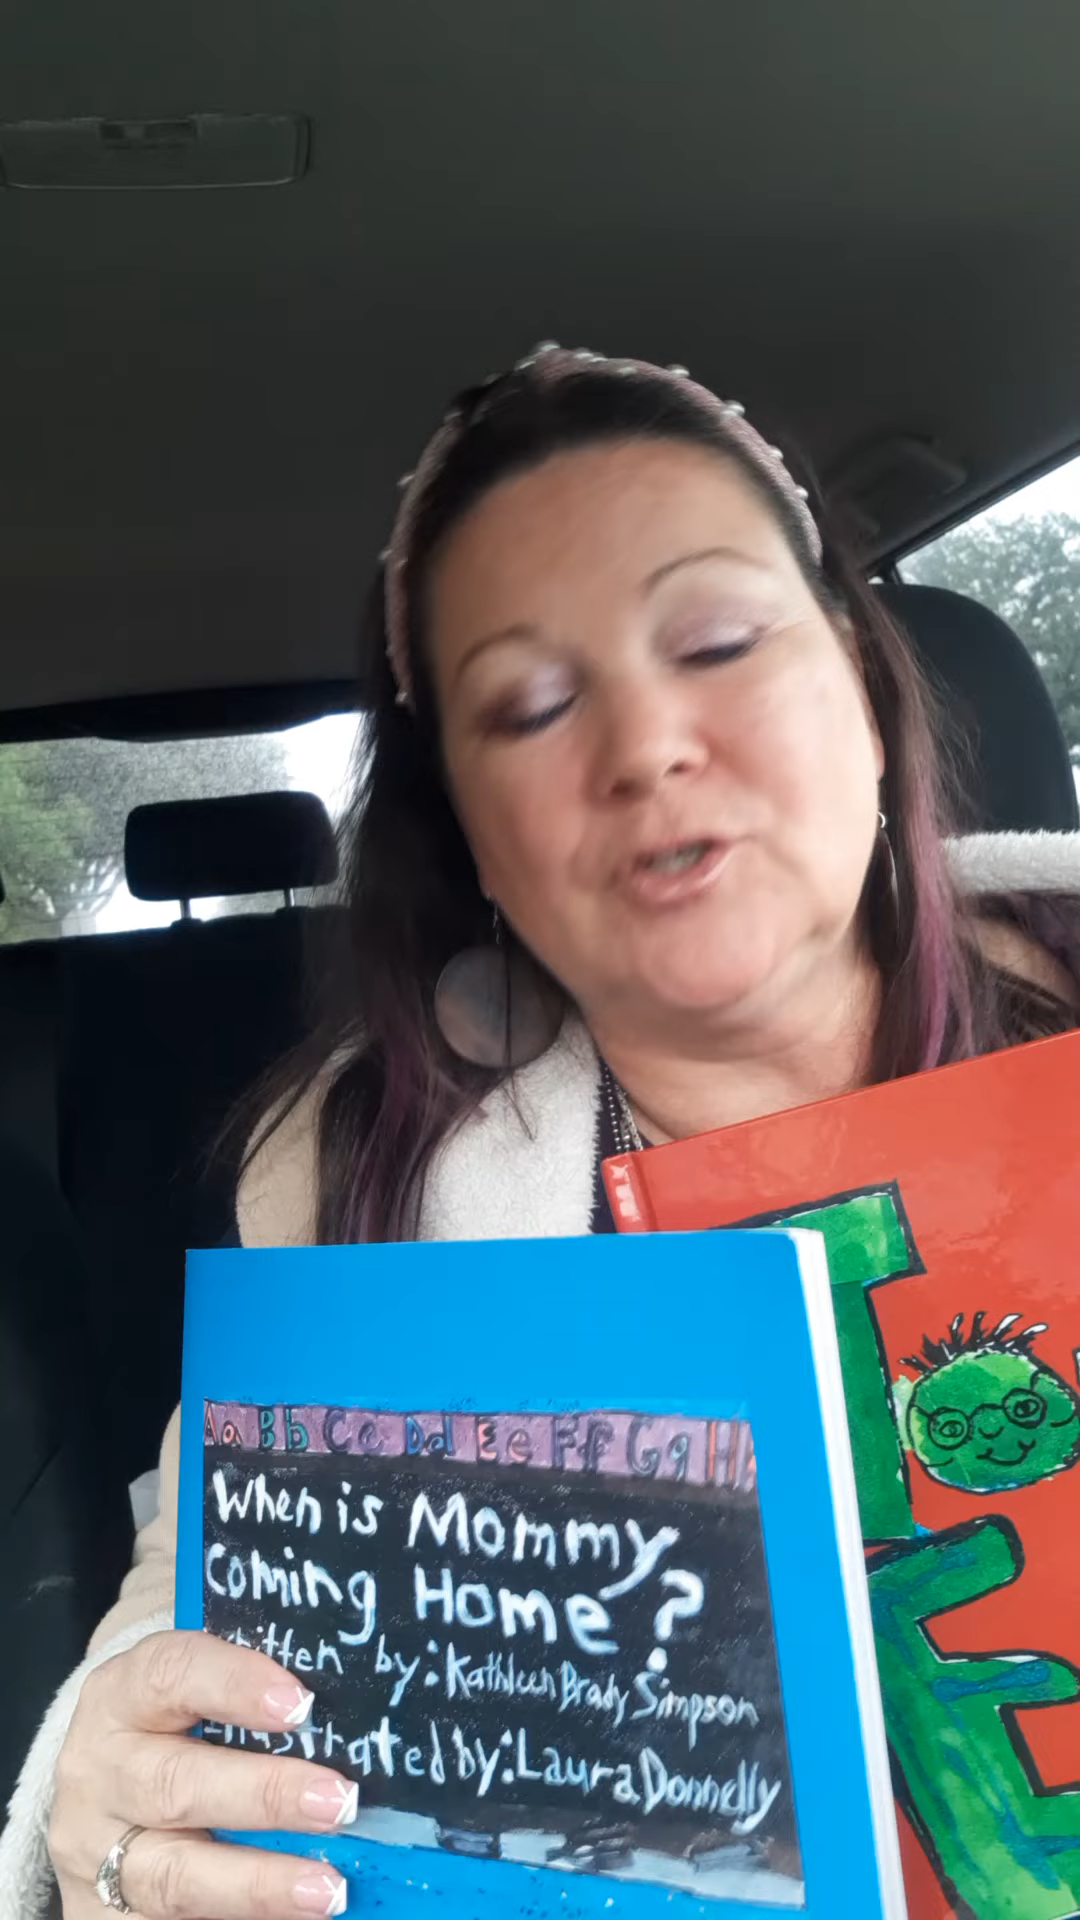 Aa Bb Cc Dd Ee Ff Gg H
When is Mommy
Coming Home?
written by: Kathleen Brady Simpson
Illustrated by: Laura Donnelly